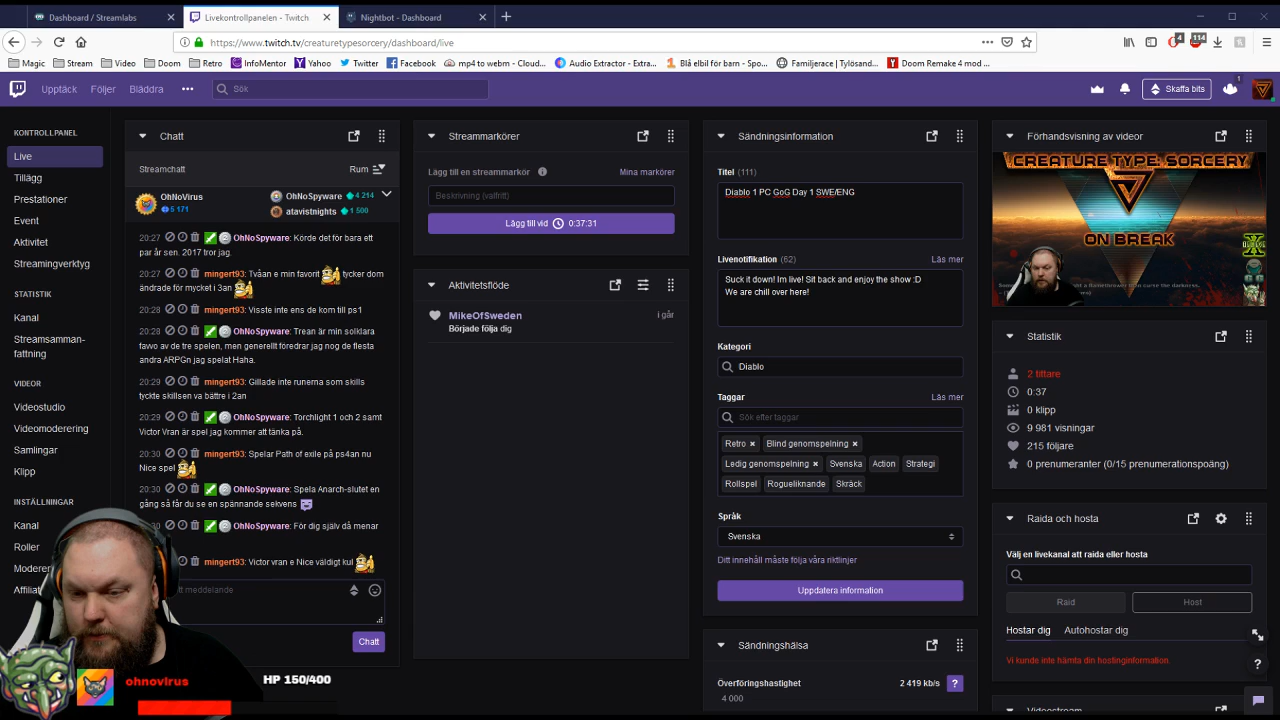 Dashboard / Streamlabs
Livekontrollpanelen - Twitch
Nightbot - Dashboard
https://www.twitch.tv/creaturetypesorcery/dashboard/live
4
114
Magic
Stream
Video
Doom
Retro
InfoMentor
Yahoo
Twitter
Facebook
mp4 to webm - Cloud...
Audio Extractor - Extra...
Blå elbil för barn - Spo...
Familjerace | Tylösand...
Doom Remake 4 mod ...
Upptäck
Följer
Bläddra
Sök
Skaffa bits
1
KONTROLLPANEL
Live
Tillägg
Prestationer
Event
Aktivitet
Streamingverktyg
STATISTIK
Kanal
Streamsamman-
fattning
VIDEOR
Videostudio
Videomoderering
Samlingar
Klipp
INSTÄLLNINGAR
Kanal
Roller
Moderer
Affiliat
Chatt
Streamchatt
Rum
OhNoVirus
5 171
OhNoSpyware
4 214
atavistnights
1 500
20:27 OhNoSpyware: Körde det för bara ett
par år sen. 2017 tror jag.
20:27 mingert93: Tvåan e min favorit tycker dom
ändrade för mycket i 3an
20:28 mingert93: Visste inte ens de kom till ps1
20:28 OhNoSpyware: Trean är min solklara
favvo av de tre spelen, men generellt föredrar jag nog de flesta
andra ARPGn jag spelat Haha.
20:29 mingert93: Gillade inte runerna som skills
tyckte skillsen va bättre i 2an
20:29 OhNoSpyware: Torchlight 1 och 2 samt
Victor Vran är spel jag kommer att tänka på.
20:30 mingert93: Spelar Path of exile på ps4an nu
Nice spel
20:30 OhNoSpyware: Spela Anarch-slutet en
gång så får du se en spännande sekvens
30 OhNoSpyware: För dig själv då menar
mingert93: Victor vran e Nice väldigt kul
tt meddelande
Chatt
ohnovirus
HP 150/400
Streammarkörer
Lägg till en streammarkör
Mina markörer
Beskrivning (valfritt)
Lägg till vid 0:37:31
Aktivitetsflöde
MikeOfSweden
i går
Började följa dig
Sändningsinformation
Titel (111)
Diablo 1 PC GoG Day 1 SWE/ENG
Livenotifikation (62)
Läs mer
Suck it down! Im live! Sit back and enjoy the show :D
We are chill over here!
Kategori
Diablo
Taggar
Läs mer
Sök efter taggar
Retro ×
Blind genomspelning ×
Ledig genomspelning ×
Svenska
Action
Strategi
Rollspel
Rogueliknande
Skräck
Språk
Svenska
Ditt innehåll måste följa våra riktlinjer
Uppdatera information
Sändningshälsa
Överföringshastighet
2 419 kb/s
?
4 000
Förhandsvisning av videor
CREATURE TYPE: SORCERY
ON BREAK
Statistik
2 tittare
0:37
0 klipp
9 981 visningar
215 följare
0 prenumeranter (0/15 prenumerationspoäng)
Raida och hosta
Välj en livekanal att raida eller hosta
Raid
Host
Hostar dig
Autohostar dig
Vi kunde inte hämta din hostinginformation.
?
Videostream